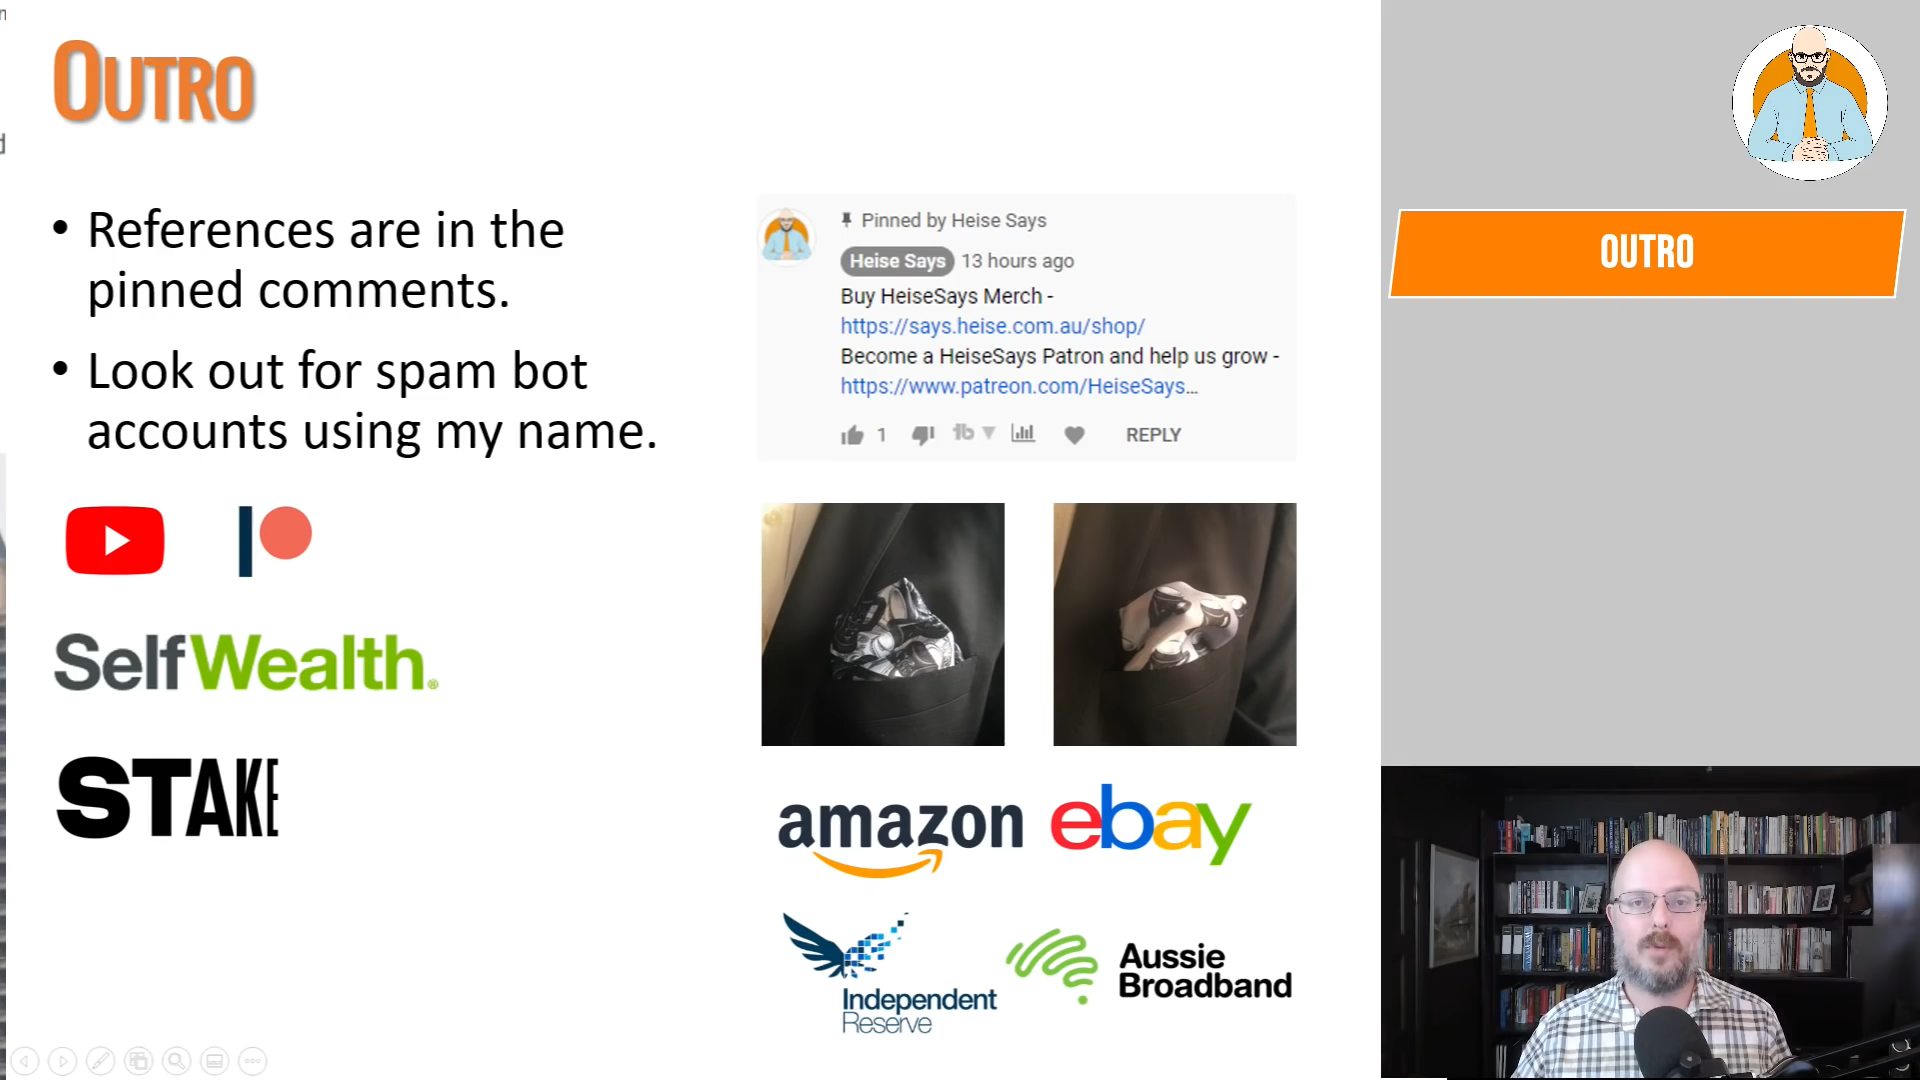 OUTRO
• References are in the
pinned comments.
• Look out for spam bot
accounts using my name.
SelfWealth®
STAKE
Pinned by Heise Says
Heise Says 13 hours ago
Buy HeiseSays Merch -
https://says.heise.com.au/shop/
Become a HeiseSays Patron and help us grow -
https://www.patreon.com/HeiseSays...
1 REPLY
amazon ebay
Independent
Reserve
Aussie
Broadband
OUTRO